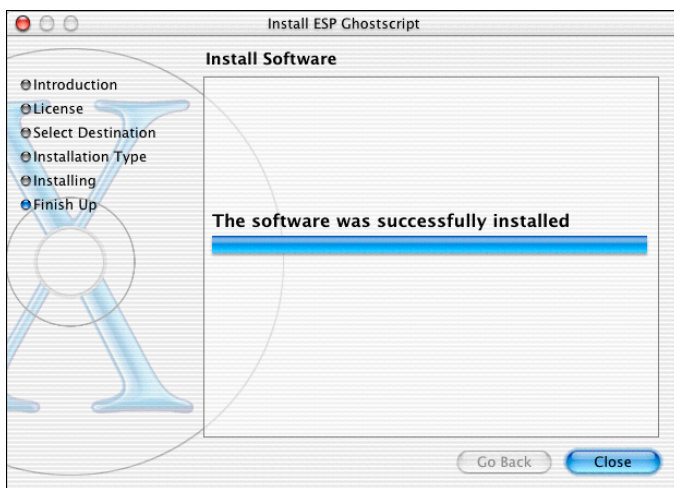 Install ESP Ghostscript
Install Software
Introduction
License
Select Destination
Installation Type
Installing
Finish Up
The software was successfully installed
Go Back
Close